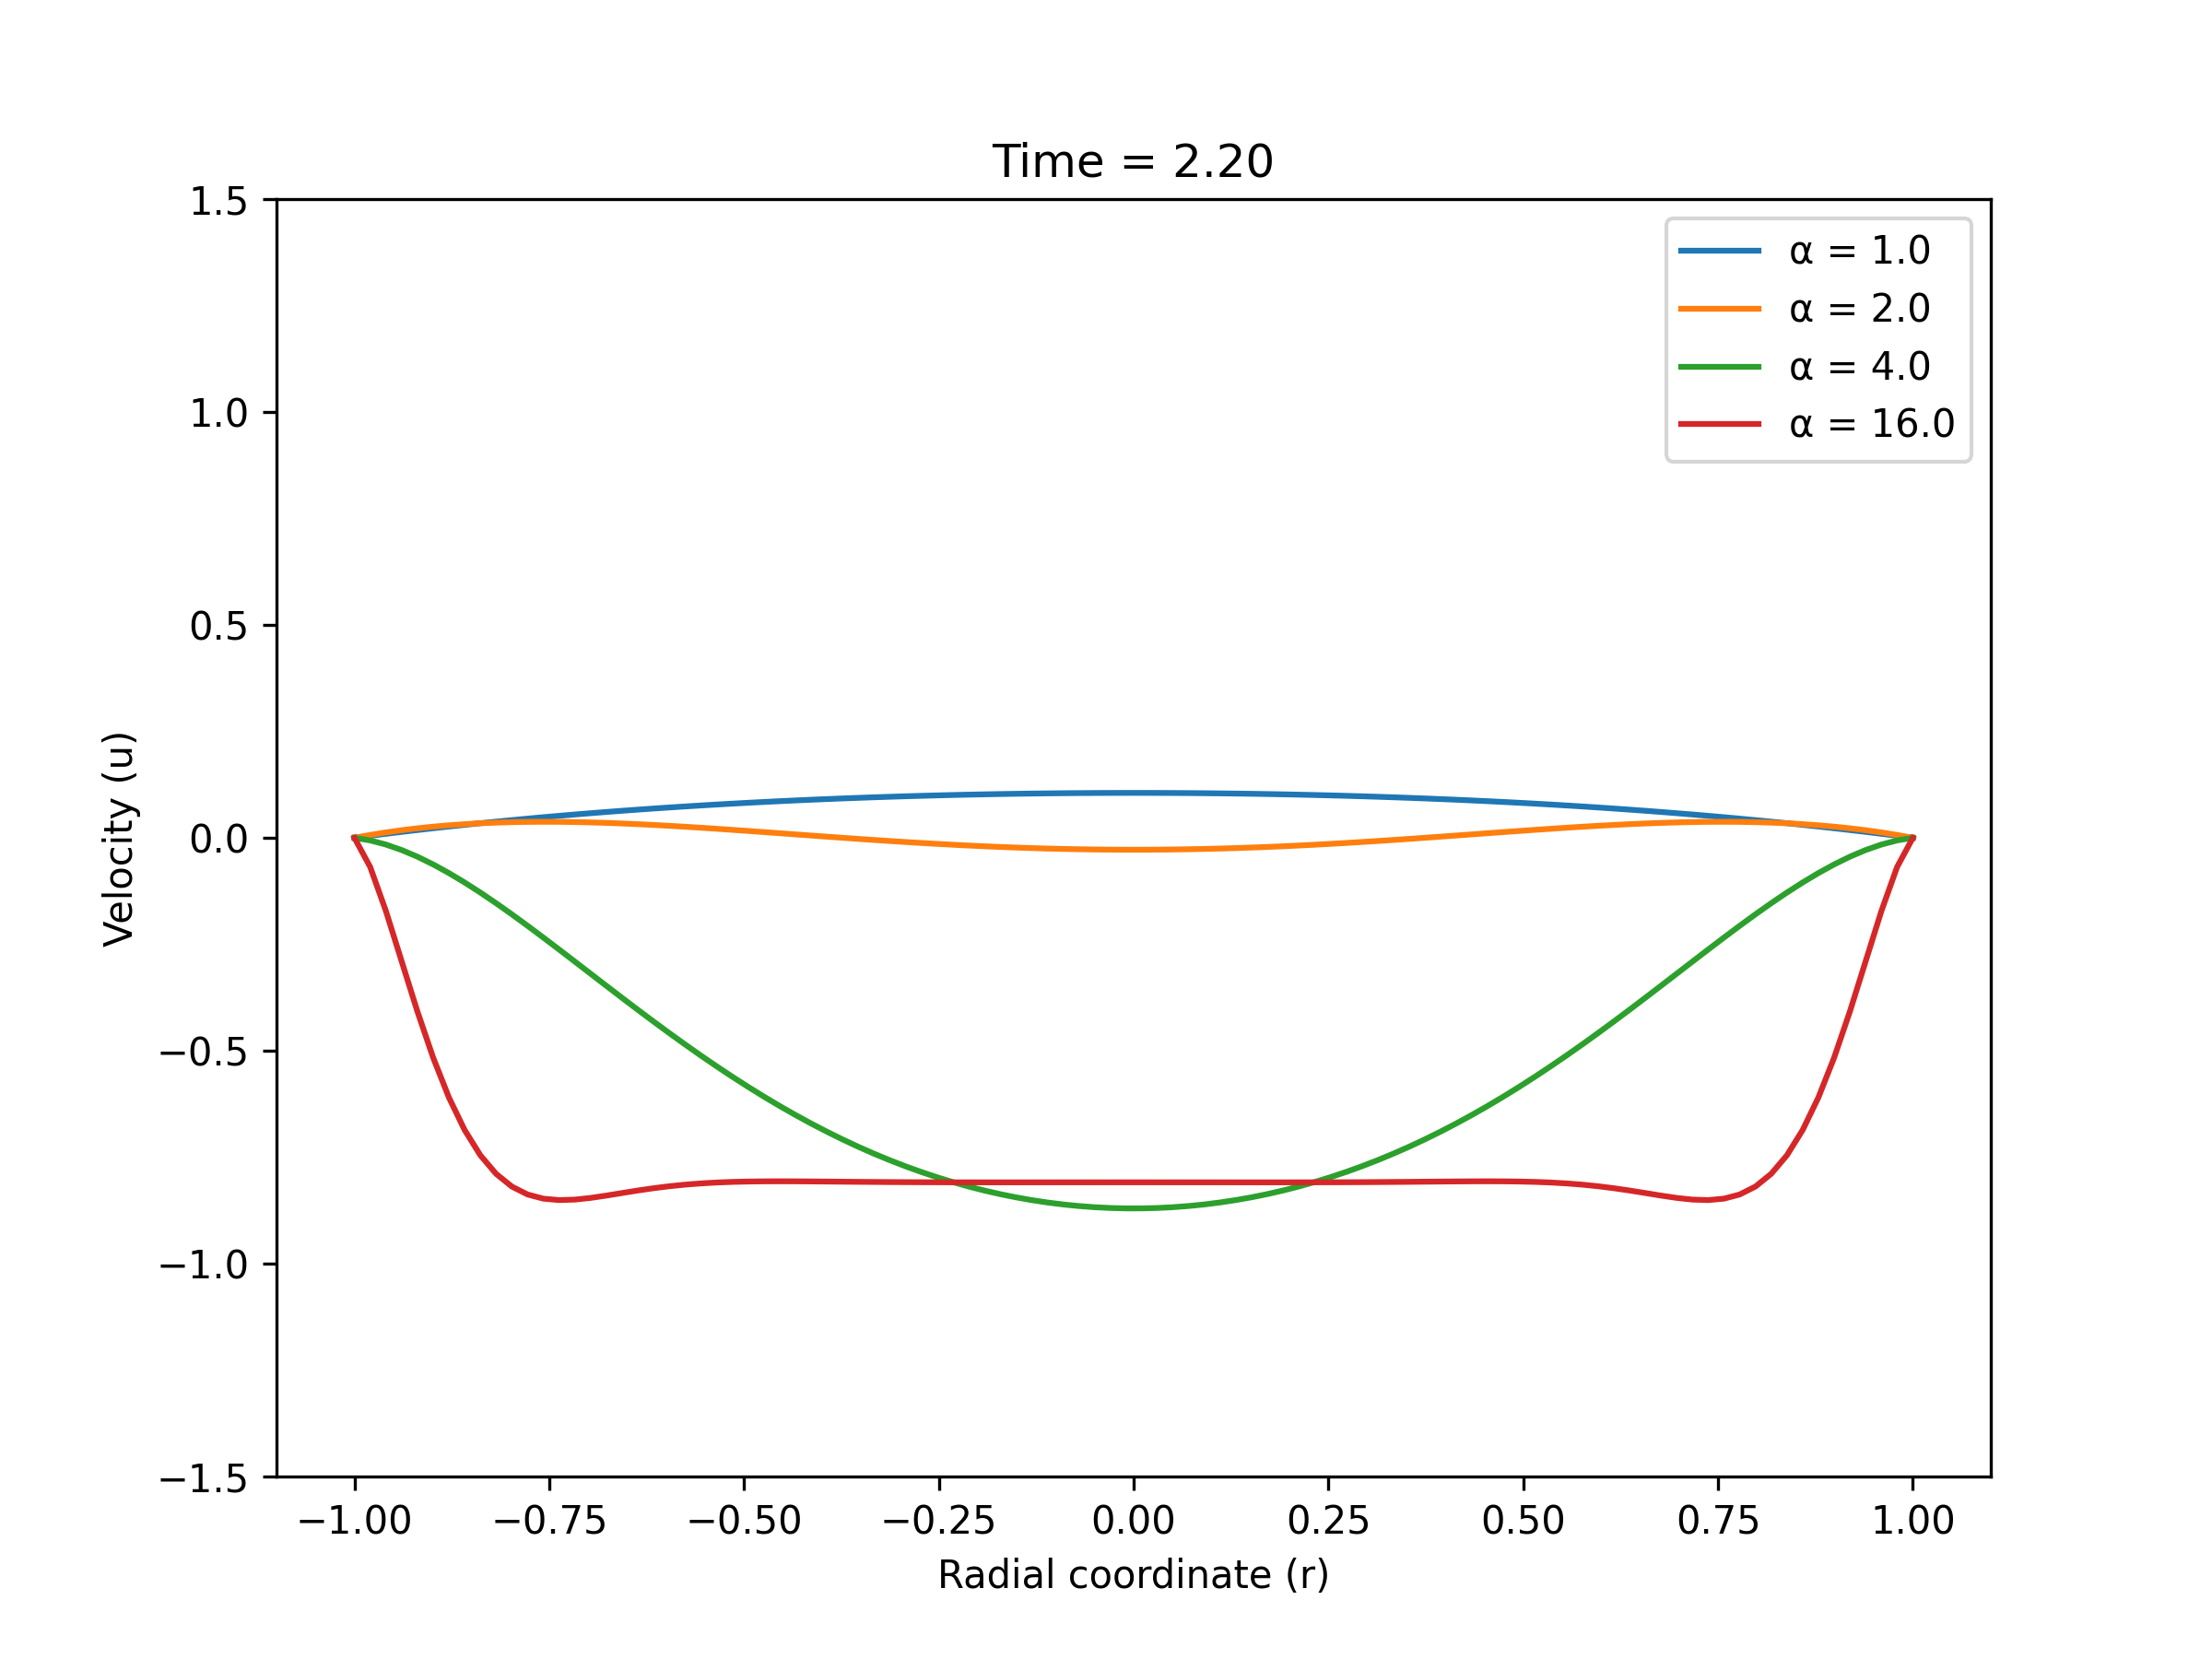 Time = 2.20
1.5
1.0
0.5
0.0
−0.5
−1.0
−1.5
Velocity (u)
α = 1.0
α = 2.0
α = 4.0
α = 16.0
−1.00 −0.75 −0.50 −0.25 0.00 0.25 0.50 0.75 1.00
Radial coordinate (r)